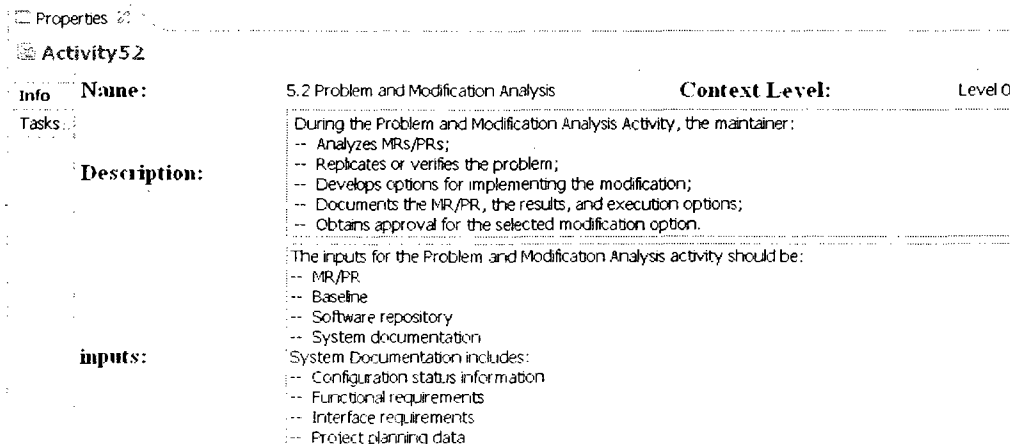 Properties
Activity5.2
Info
Name:
5.2 Problem and Modification Analysis
Context Level:
Level 0
Tasks
Description:
During the Problem and Modification Analysis Activity, the maintainer:
-- Analyzes MRs/PRs;
-- Replicates or verifies the problem;
-- Develops options for implementing the modification;
-- Documents the MR/PR, the results, and execution options;
-- Obtains approval for the selected modification option.
inputs:
The inputs for the Problem and Modification Analysis activity should be:
-- MR/PR
-- Baseline
-- Software repository
-- System documentation
System Documentation includes:
-- Configuration status information
-- Functional requirements
-- Interface requirements
-- Project planning data